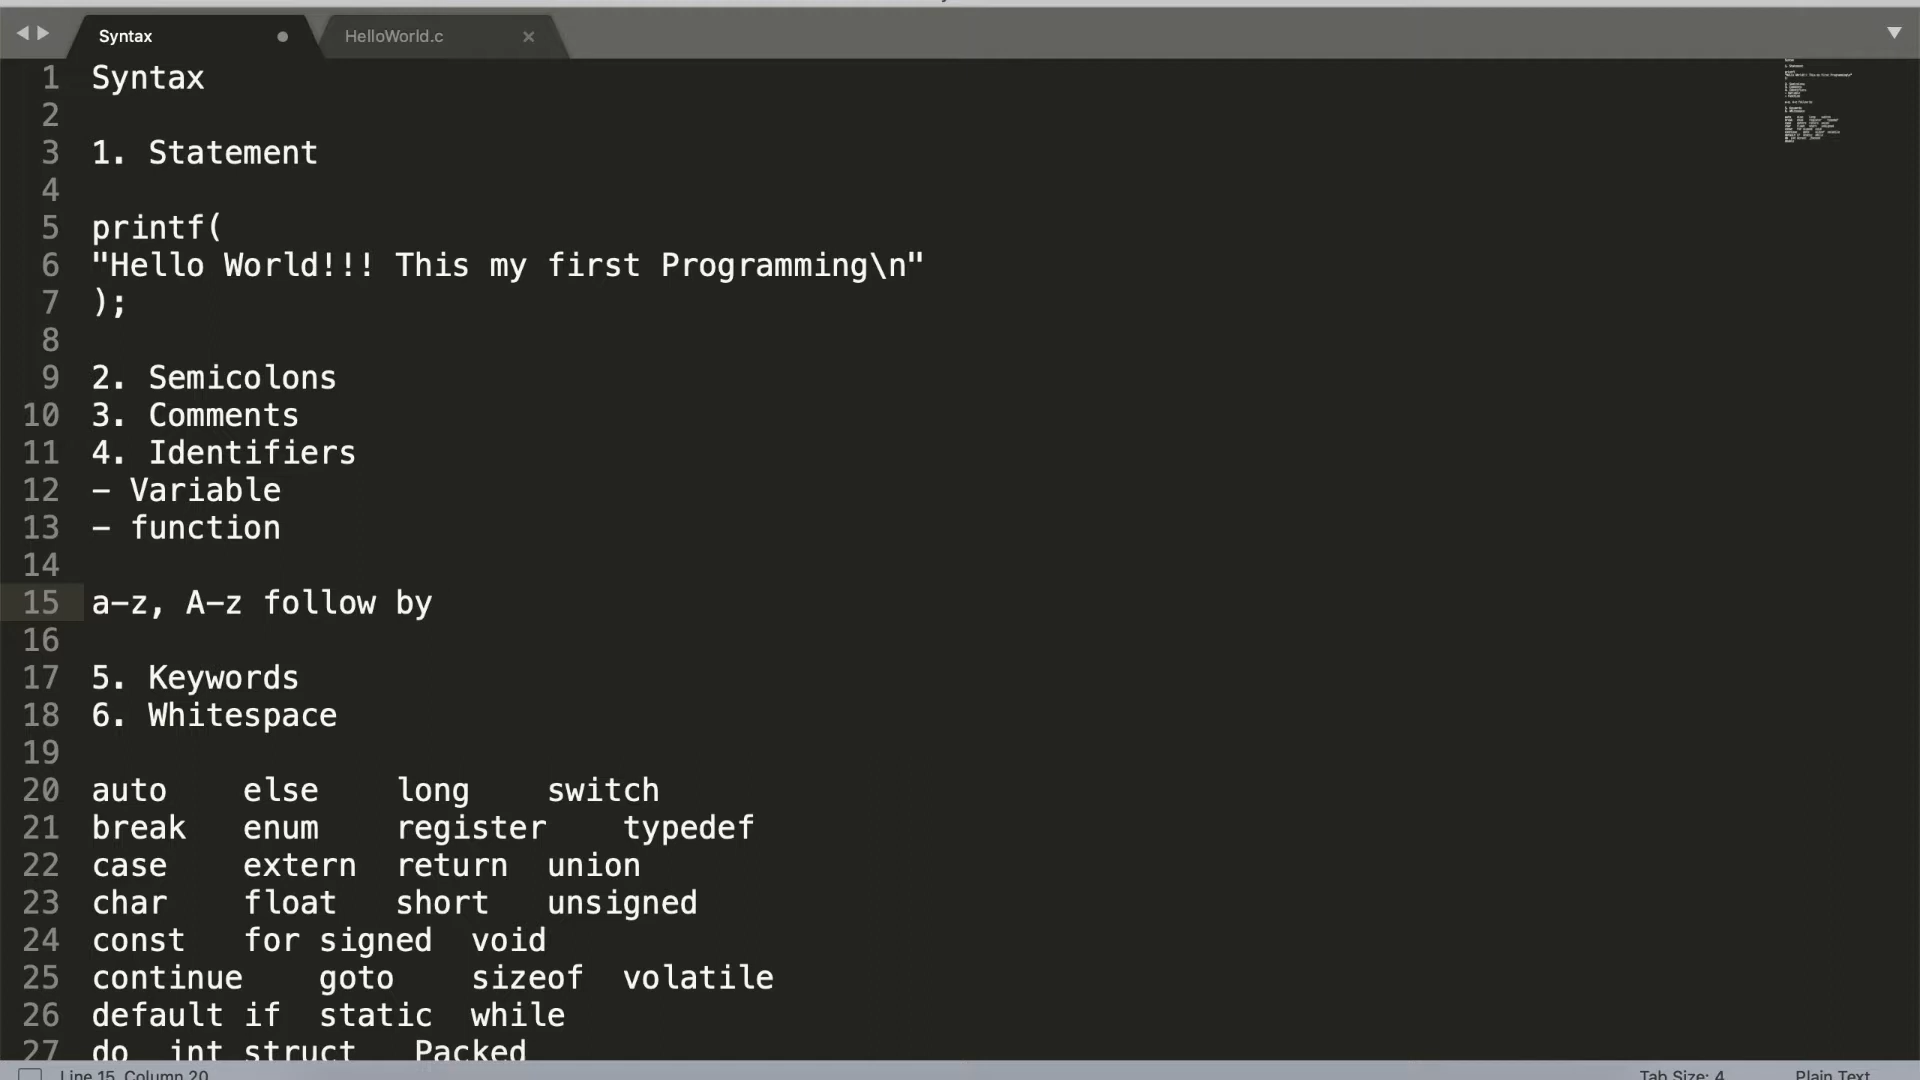 Syntax
HelloWorld.c
1 Syntax
2
3 1. Statement
4
5 printf(
6 "Hello World!!! This my first Programming\n"
7 );
8
9 2. Semicolons
10 3. Comments
11 4. Identifiers
12 - Variable
13 - function
14
15 a-z, A-z follow by
16
17 5. Keywords
18 6. Whitespace
19
20 auto else long switch
21 break enum register typedef
22 case extern return union
23 char float short unsigned
24 const for signed void
25 continue goto sizeof volatile
26 default if static while
27 do int struct Packed
Line 15, Column 20
Tab Size: 4
Plain Text